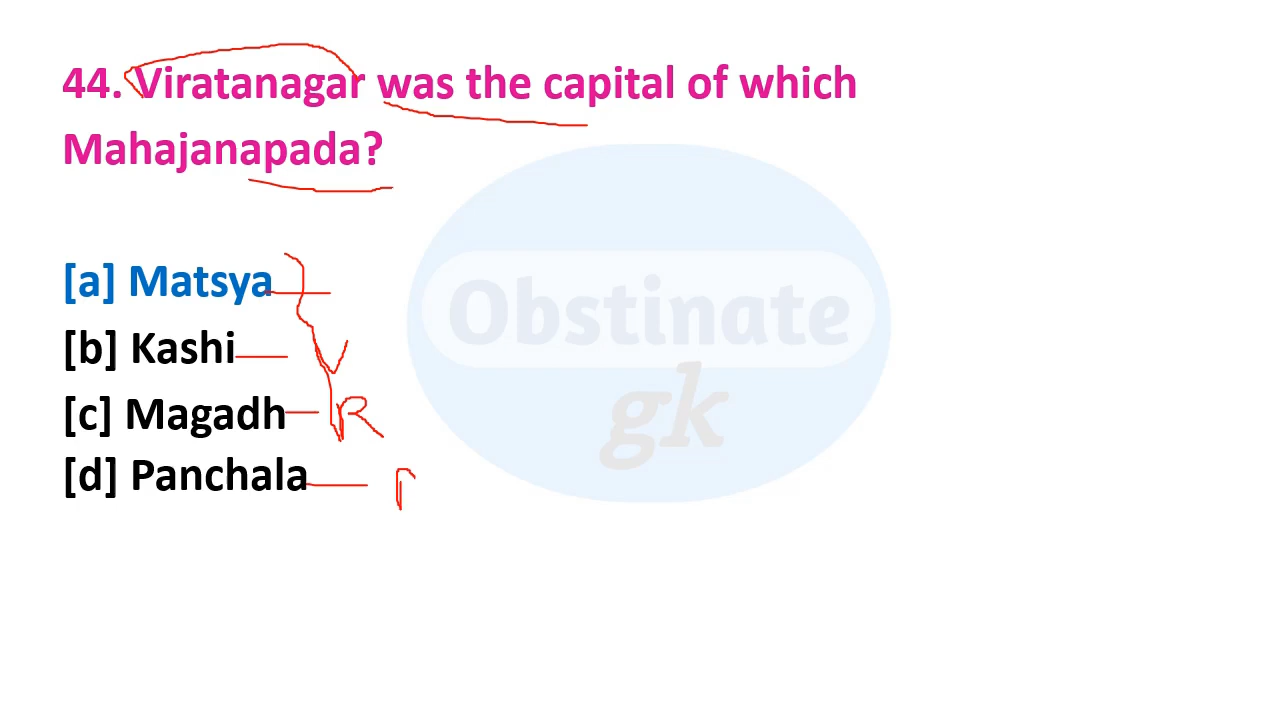 44. Viratanagar was the capital of which
Mahajanapada?
[a] Matsya
[b] Kashi
V
[c] Magadh
R
[d] Panchala
Obstinate
gk